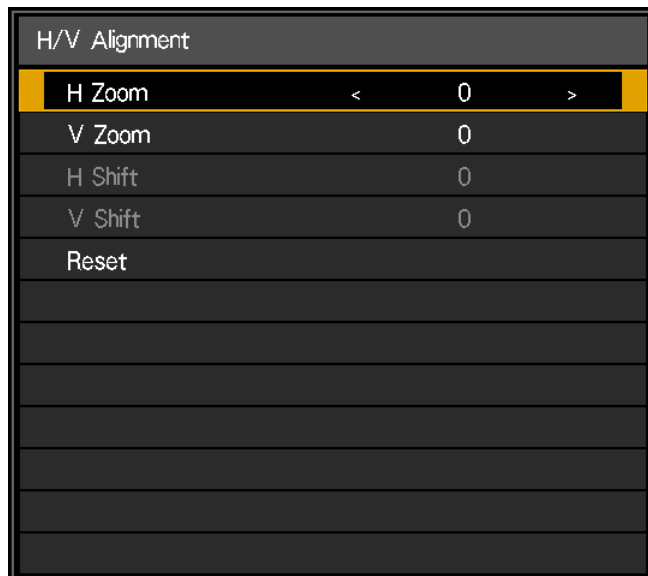 H/V Alignment
H Zoom < 0 >
V Zoom 0
H Shift 0
V Shift 0
Reset